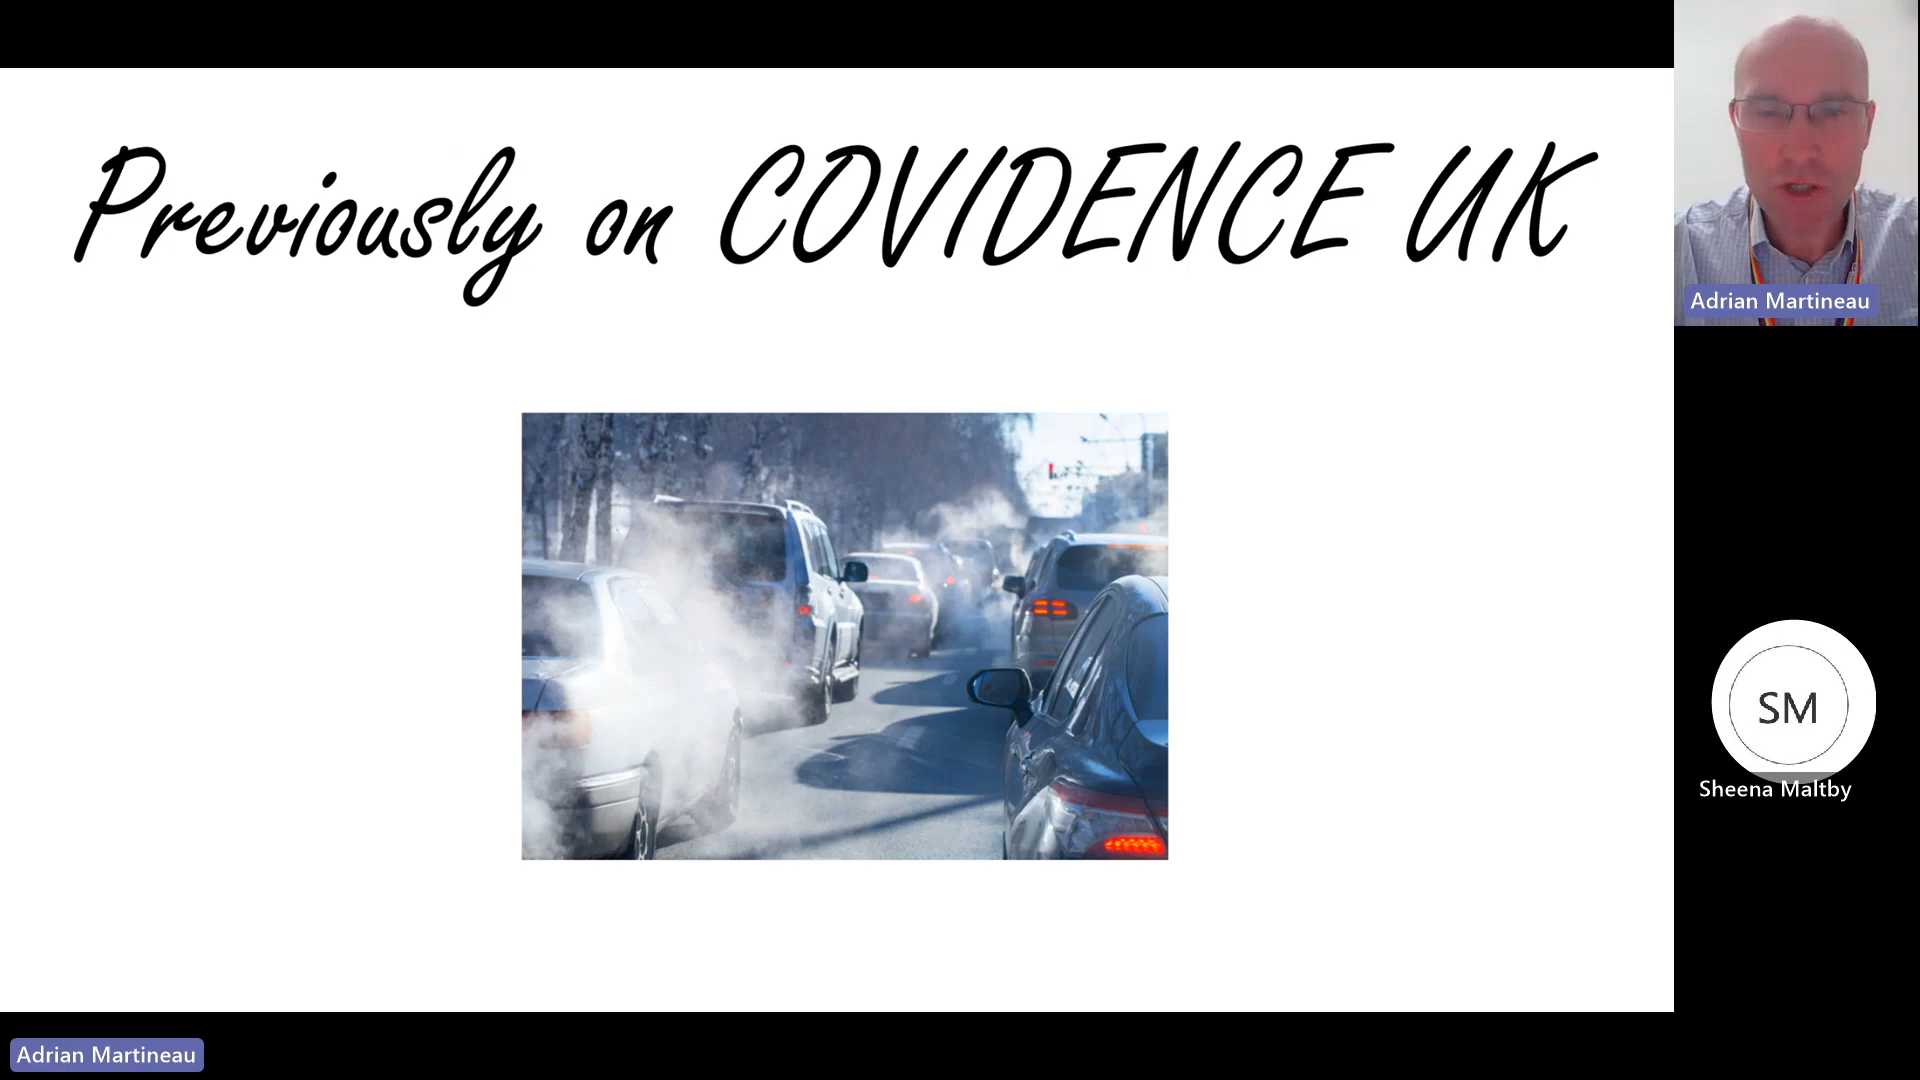 Previously on COVIDENCE UK
Adrian Martineau
SM
Sheena Maltby
Adrian Martineau